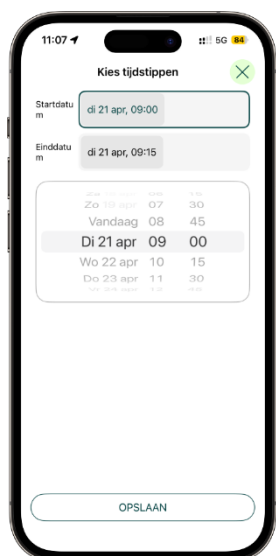 11:07 5G 84
Kies tijdstippen
Startdatu
m
di 21 apr, 09:00
Einddatu
m
di 21 apr, 09:15
Zo 19 apr 07 30
Vandaag 08 45
Di 21 apr 09 00
Wo 22 apr 10 15
Do 23 apr 11 30
OPSLAAN